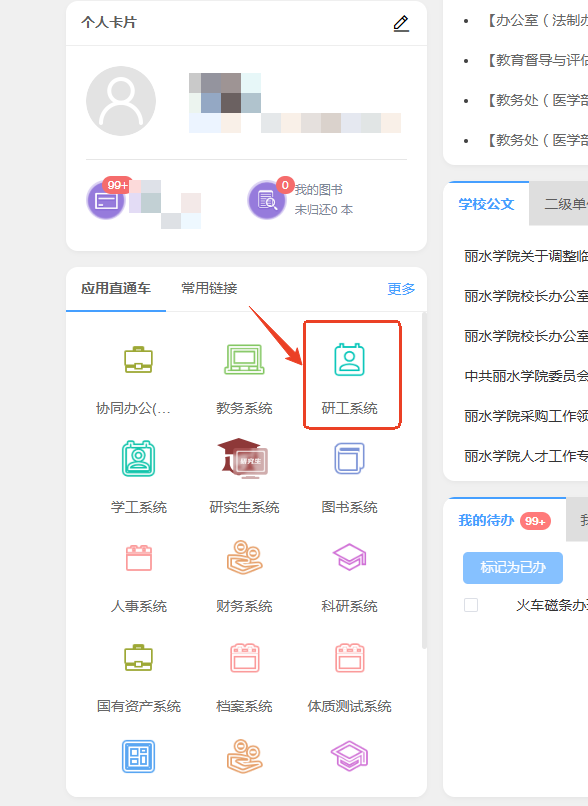 个人卡片
99+
0
我的图书
未归还0 本
应用直通车
常用链接
更多
协同办公(...
教务系统
研工系统
学工系统
研究生
研究生系统
图书系统
人事系统
财务系统
科研系统
国有资产系统
档案系统
体质测试系统
【办公室（法制办
【教育督导与评估
【教务处（医学部
【教务处（医学部
学校公文
二级单
丽水学院关于调整临
丽水学院校长办公室
丽水学院校长办公室
中共丽水学院委员会
丽水学院采购工作领
丽水学院人才工作专
我的待办 99+
我
标记为已办
火车磁条办